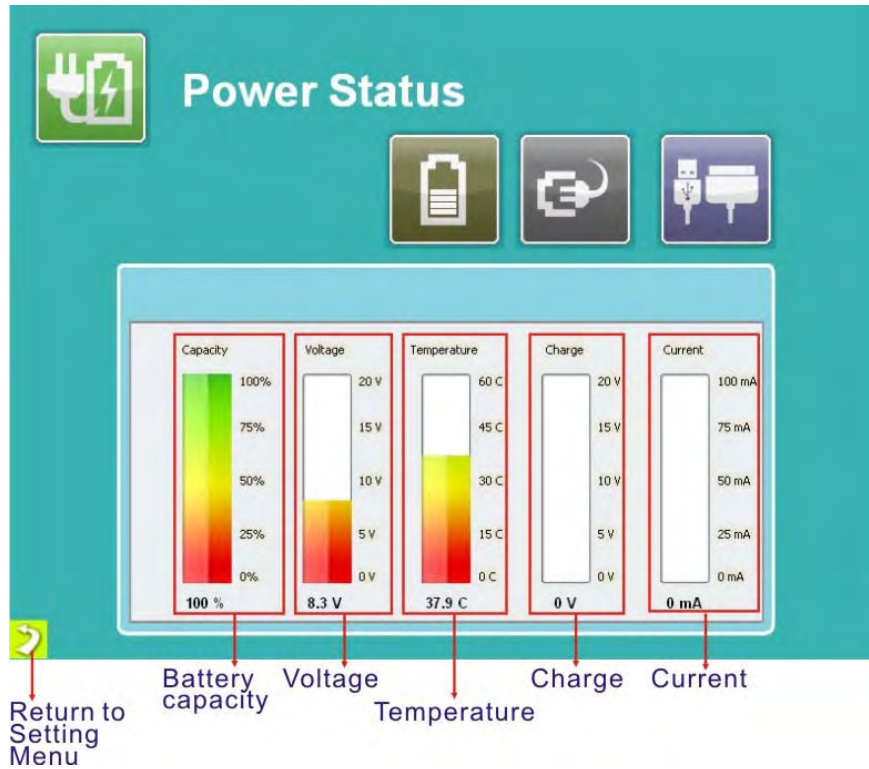 Power Status
Capacity Voltage Temperature Charge Current
100% 20 V 60 C 20 V 100 mA
75% 15 V 45 C 15 V 75 mA
50% 10 V 30 C 10 V 50 mA
25% 5 V 15 C 5 V 25 mA
0% 0 V 0 C 0 V 0 mA
100 % 8.3 V 37.9 C 0 V 0 mA
Battery capacity
Voltage
Temperature
Charge
Current
Return to
Setting
Menu